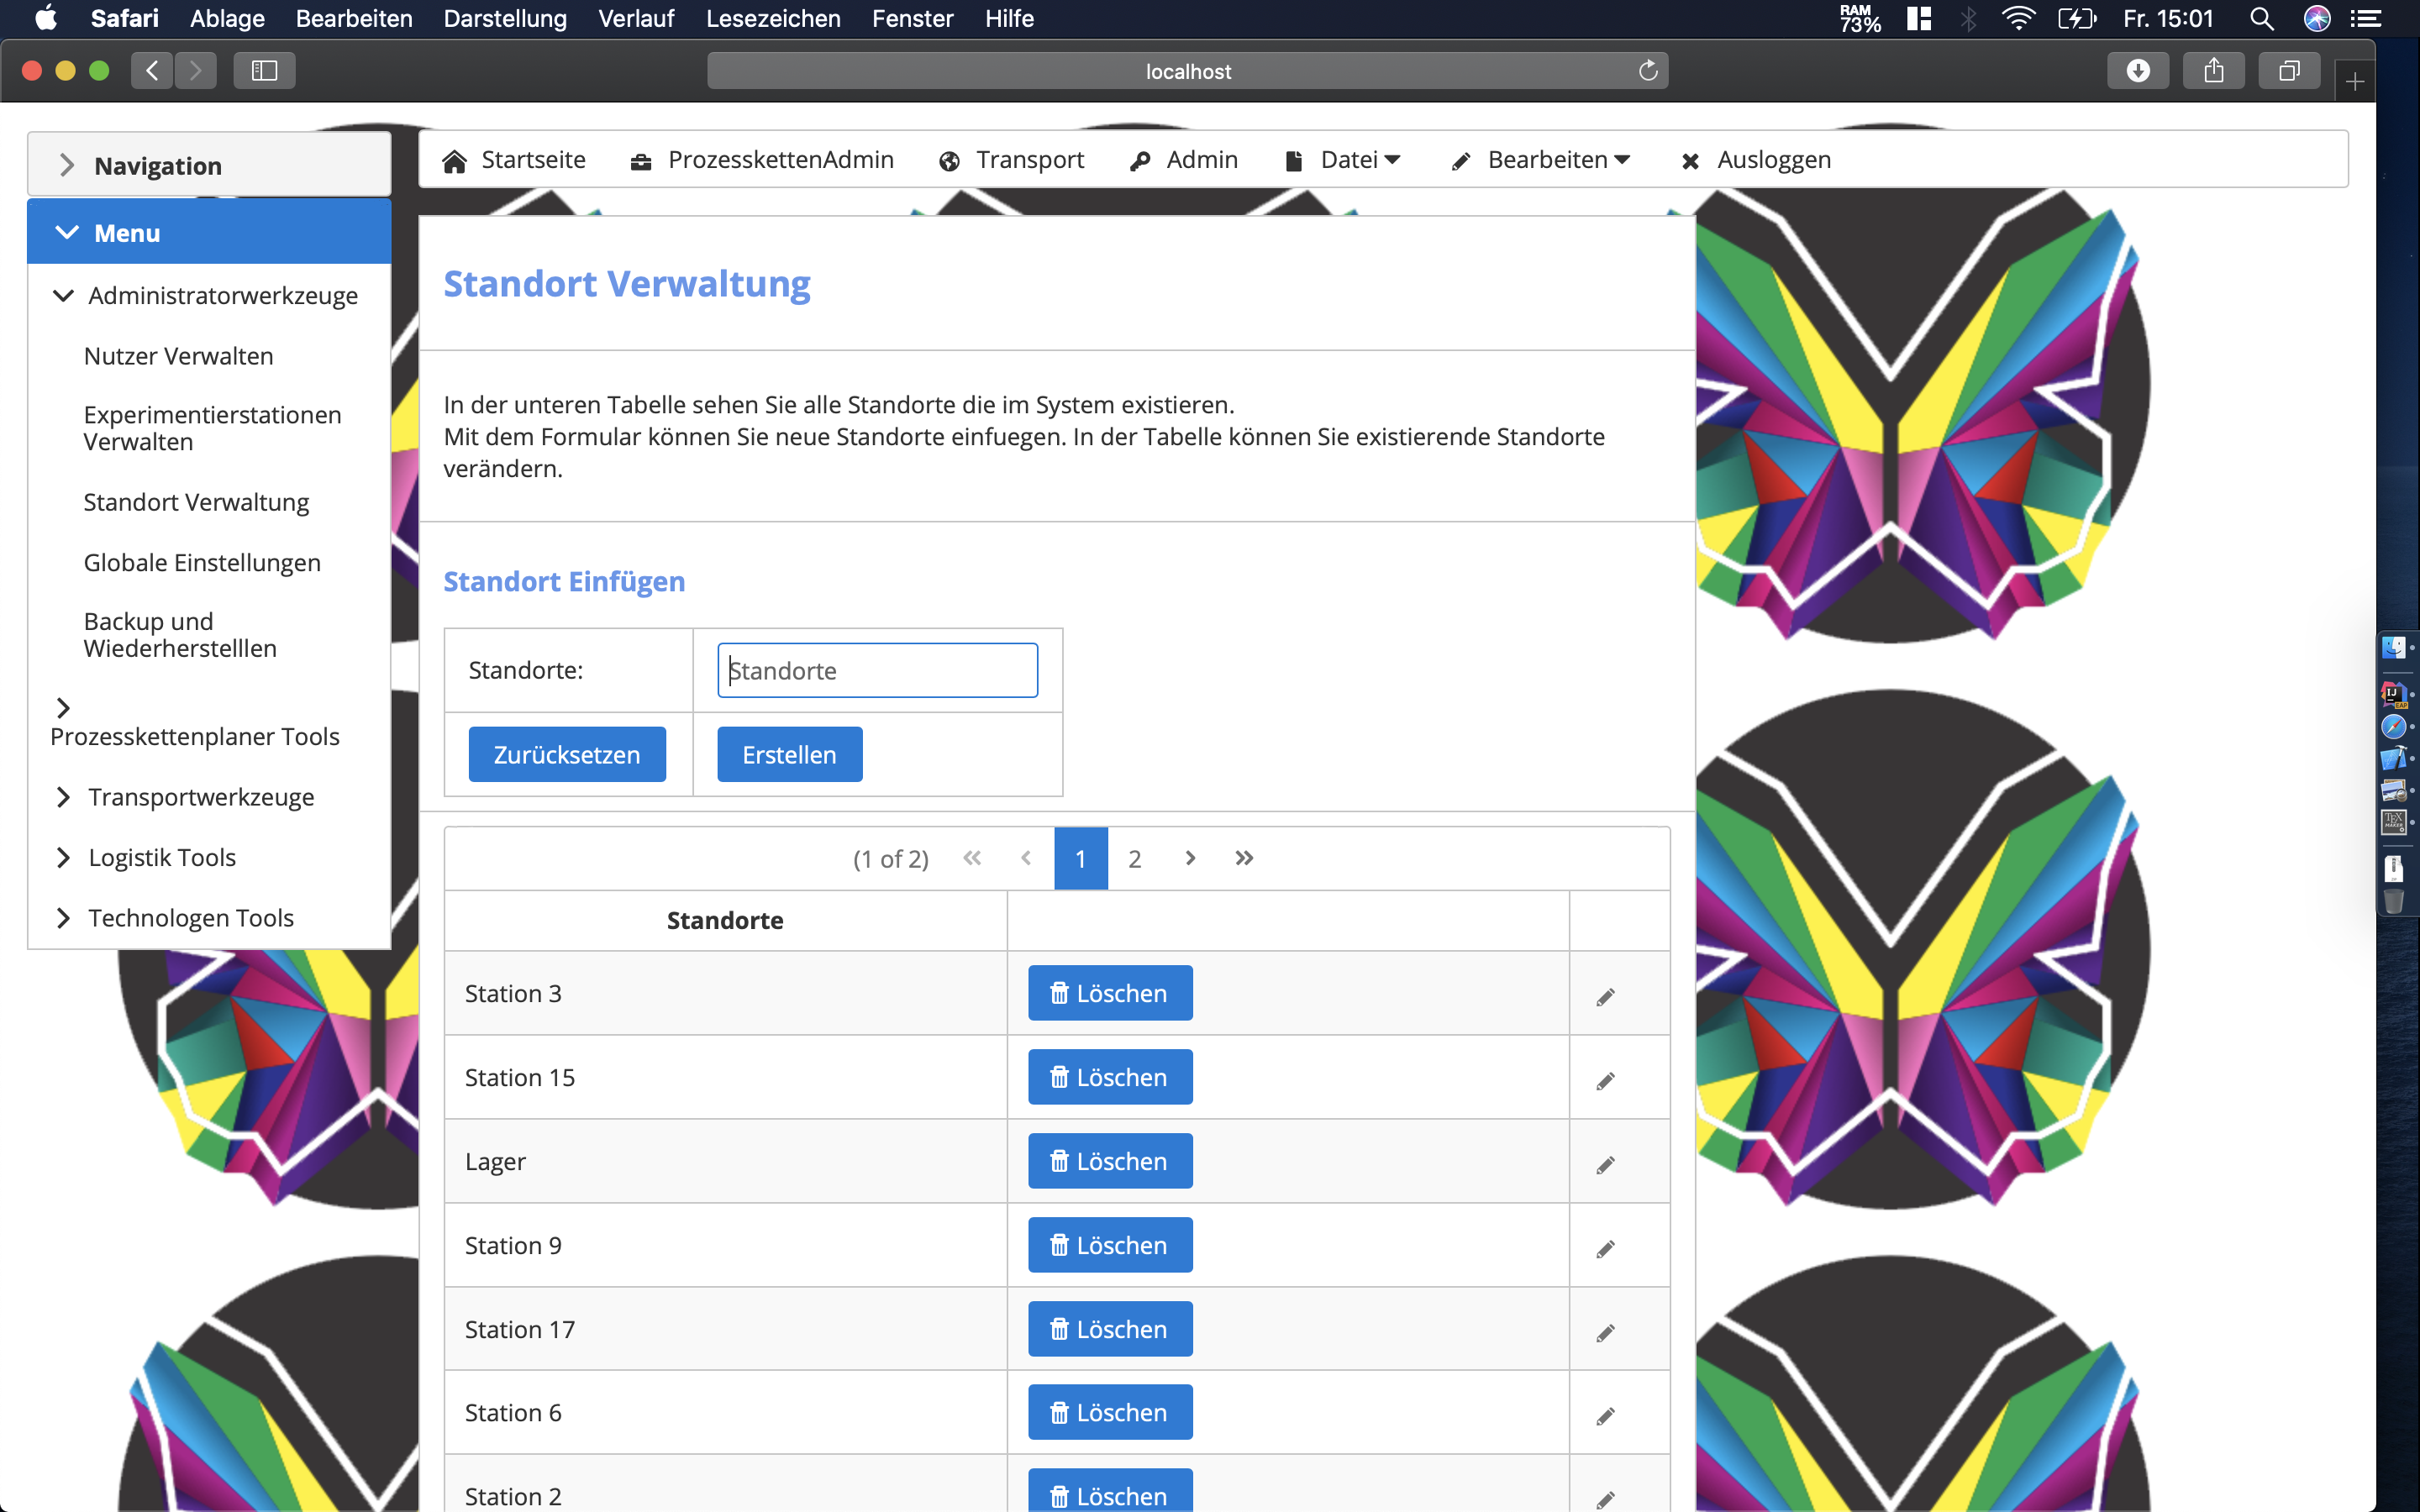 Safari Ablage Bearbeiten Darstellung Verlauf Lesezeichen Fenster Hilfe RAM 73% Fr. 15:01
localhost
Navigation
Menu
Administratorwerkzeuge
Nutzer Verwalten
Experimentierstationen
Verwalten
Standort Verwaltung
Globale Einstellungen
Backup und
Wiederherstelllen
Prozesskettenplaner Tools
Transportwerkzeuge
Logistik Tools
Technologen Tools
Startseite ProzesskettenAdmin Transport Admin Datei Bearbeiten Ausloggen
Standort Verwaltung
In der unteren Tabelle sehen Sie alle Standorte die im System existieren.
Mit dem Formular können Sie neue Standorte einfuegen. In der Tabelle können Sie existierende Standorte
verändern.
Standort Einfügen
Standorte: Standorte
Zurücksetzen Erstellen
(1 of 2) 1 2
Standorte
Station 3 Löschen
Station 15 Löschen
Lager Löschen
Station 9 Löschen
Station 17 Löschen
Station 6 Löschen
Station 2 Löschen